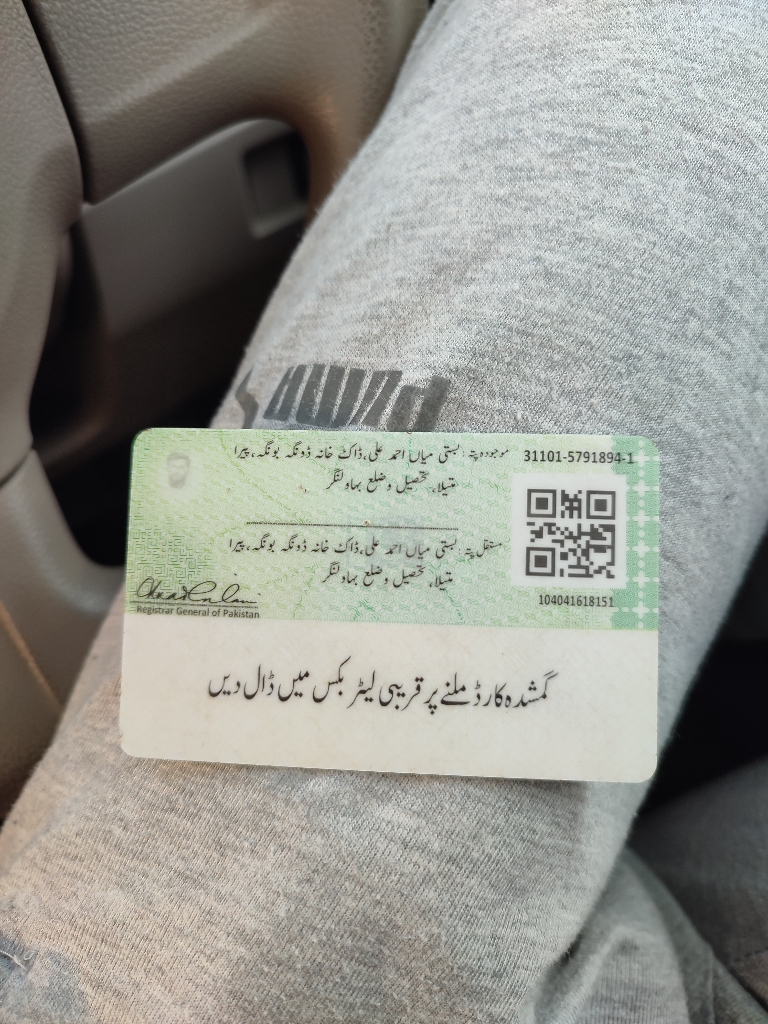 موجودہ پتہ: بستی میاں احمد علی، ڈاک خانہ ڈونگہ بونگہ، پیرا
منتیلا، تحصیل و ضلع بہاولنگر
31101-5791894-1
مستقل پتہ: بستی میاں احمد علی، ڈاک خانہ ڈونگہ بونگہ، پیرا
منتیلا، تحصیل و ضلع بہاولنگر
104041618151
Registrar General of Pakistan
گمشدہ کارڈ ملنے پر قریبی لیٹر بکس میں ڈال دیں